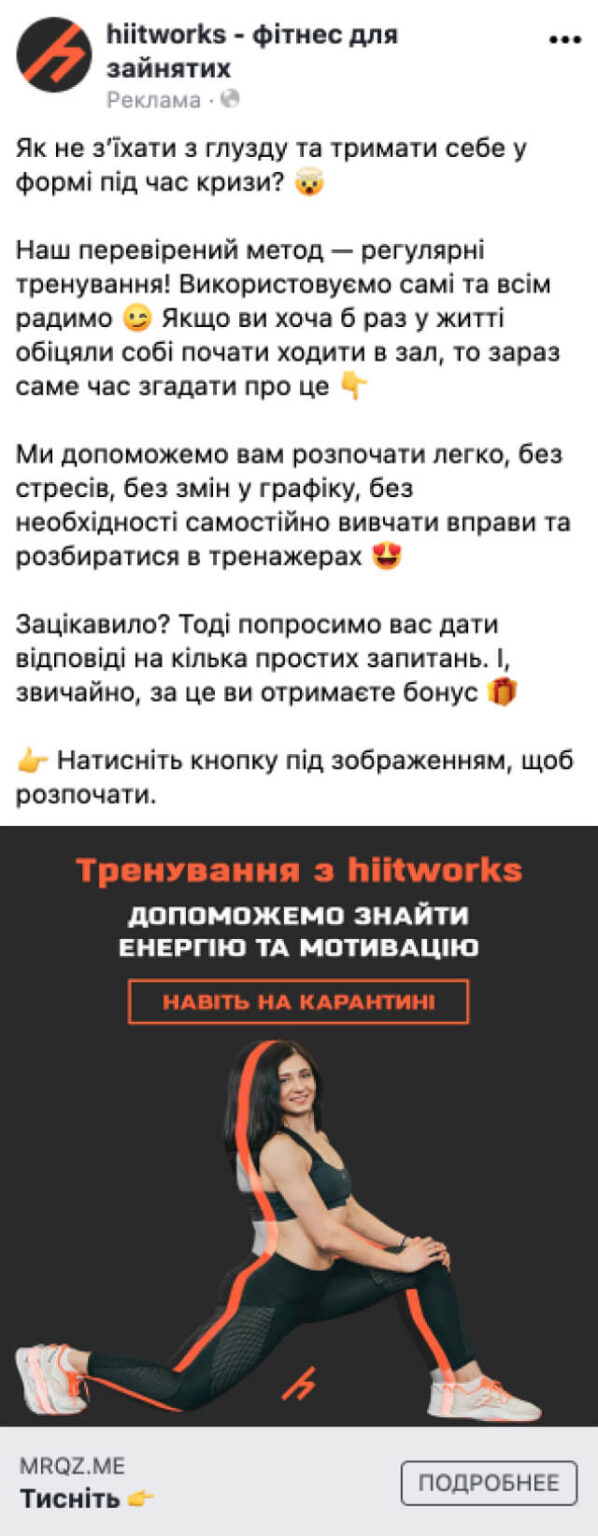 hiitworks - фітнес для
зайнятих
Реклама ·
Як не з'їхати з глузду та тримати себе у
формі під час кризи? 🤯
Наш перевірений метод — регулярні
тренування! Використовуємо самі та всім
радимо 😉 Якщо ви хоча б раз у житті
обіцяли собі почати ходити в зал, то зараз
саме час згадати про це 👇
Ми допоможемо вам розпочати легко, без
стресів, без змін у графіку, без
необхідності самостійно вивчати вправи та
розбиратися в тренажерах 😍
Зацікавило? Тоді попросимо вас дати
відповіді на кілька простих запитань. І,
звичайно, за це ви отримаєте бонус 🎁
👉 Натисніть кнопку під зображенням, щоб
розпочати.
Тренування з hiitworks
ДОПОМОЖЕМО ЗНАЙТИ
ЕНЕРГІЮ ТА МОТИВАЦІЮ
НАВІТЬ НА КАРАНТИНІ
MRQZ.ME
Тисніть 👉
ПОДРОБНЕЕ